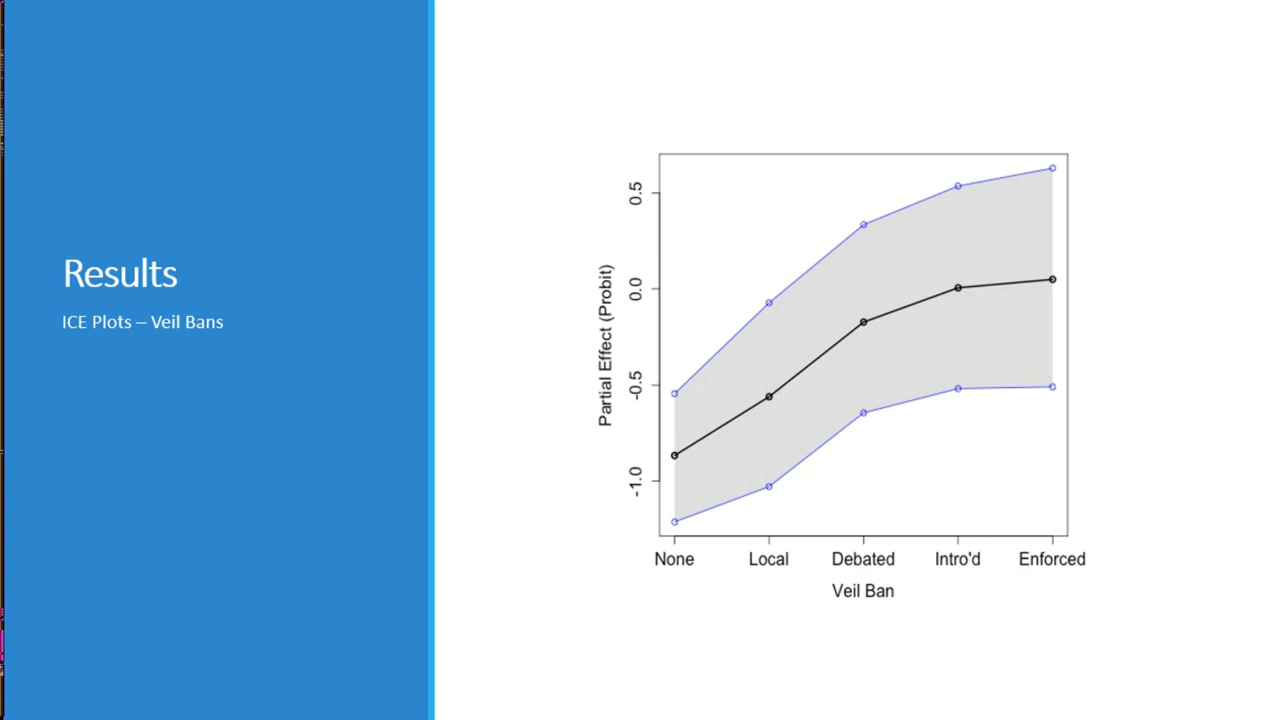 Results
ICE Plots – Veil Bans
Partial Effect (Probit)
0.5
0.0
-0.5
-1.0
None Local Debated Intro'd Enforced
Veil Ban